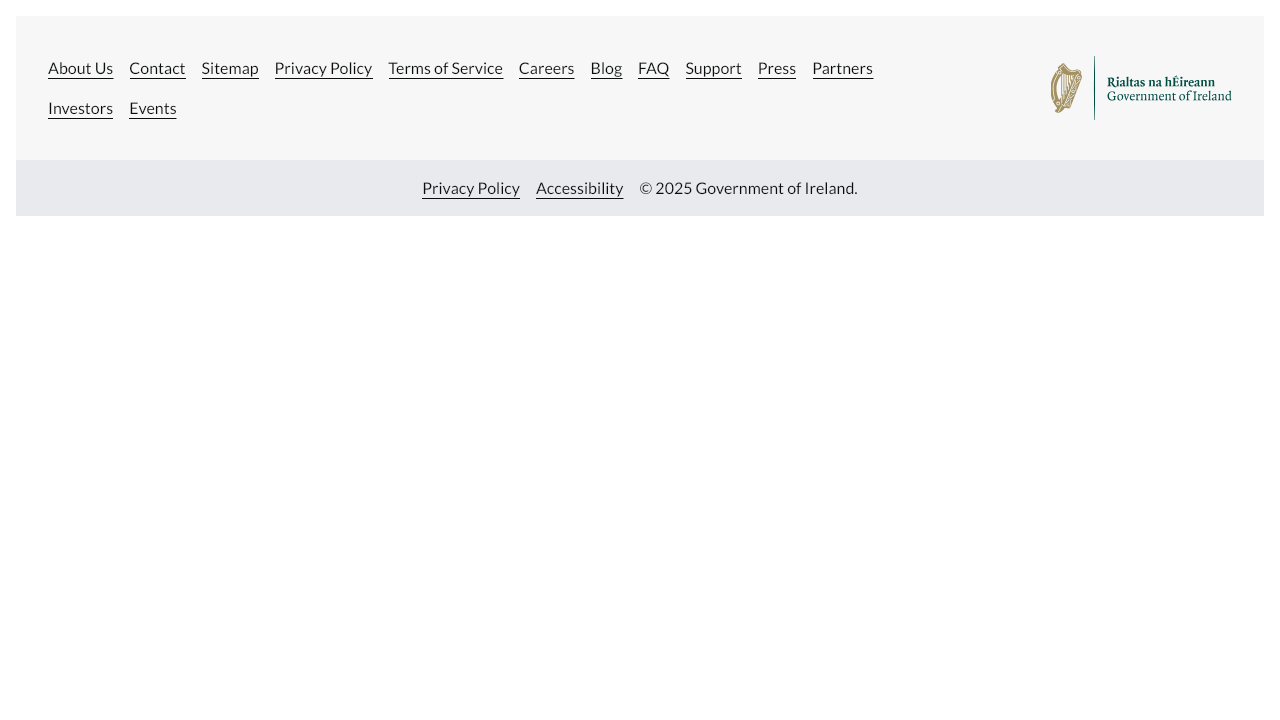 About Us Contact Sitemap Privacy Policy Terms of Service Careers Blog FAQ Support Press Partners
Investors Events
Rialtas na hÉireann
Government of Ireland
Privacy Policy Accessibility © 2025 Government of Ireland.